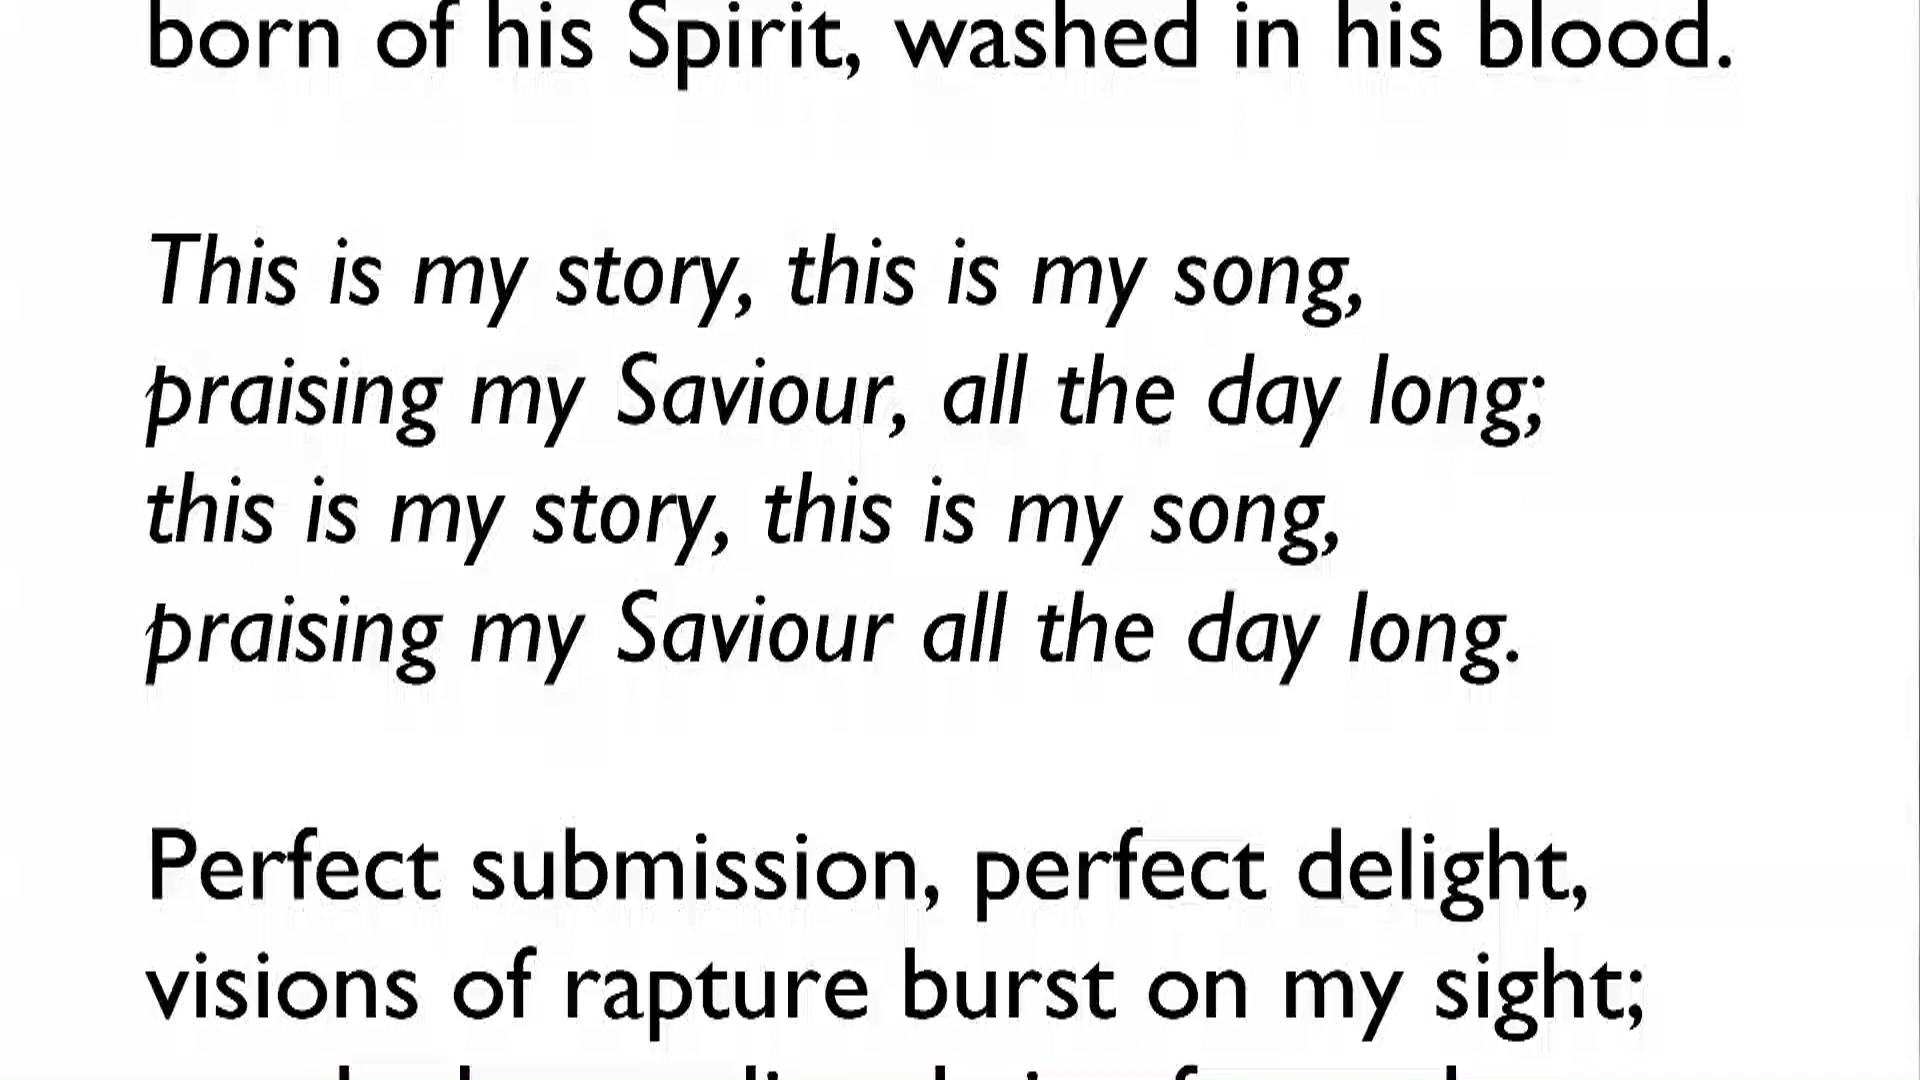 born of his Spirit, washed in his blood.
This is my story, this is my song,
praising my Saviour, all the day long;
this is my story, this is my song,
praising my Saviour all the day long.
Perfect submission, perfect delight,
visions of rapture burst on my sight;